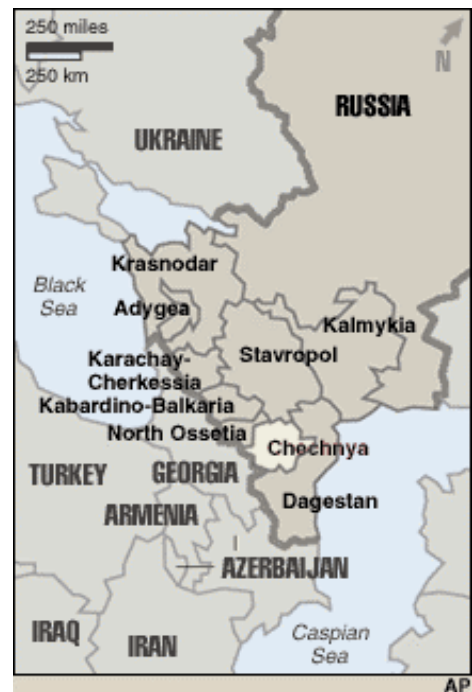 250 miles
250 km
N
RUSSIA
UKRAINE
Krasnodar
Black
Sea
Adygea
Kalmykia
Stavropol
Karachay-
Cherkessia
Kabardino-Balkaria
North Ossetia
Chechnya
TURKEY
GEORGIA
Dagestan
ARMENIA
AZERBAIJAN
IRAQ
IRAN
Caspian
Sea
AP